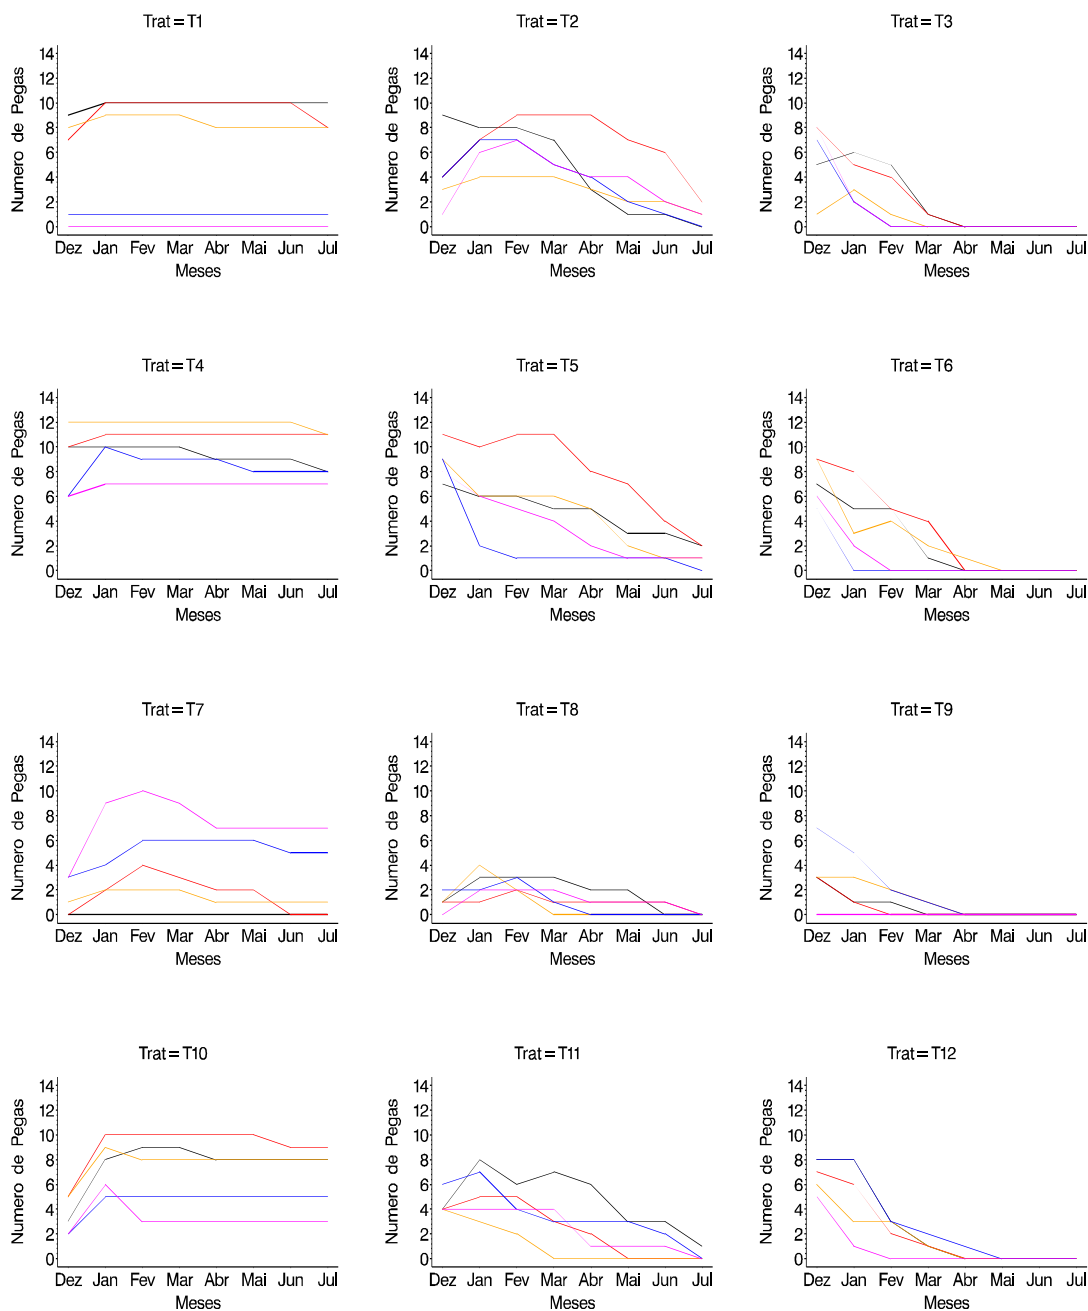 Trat=T1
Trat=T2
Trat=T3
Numero de Pegas
14
12
10
8
6
4
2
0
Dez Jan Fev Mar Abr Mai Jun Jul
Meses
Numero de Pegas
14
12
10
8
6
4
2
0
Dez Jan Fev Mar Abr Mai Jun Jul
Meses
Numero de Pegas
14
12
10
8
6
4
2
0
Dez Jan Fev Mar Abr Mai Jun Jul
Meses
Trat=T4
Trat=T5
Trat=T6
Numero de Pegas
14
12
10
8
6
4
2
0
Dez Jan Fev Mar Abr Mai Jun Jul
Meses
Numero de Pegas
14
12
10
8
6
4
2
0
Dez Jan Fev Mar Abr Mai Jun Jul
Meses
Numero de Pegas
14
12
10
8
6
4
2
0
Dez Jan Fev Mar Abr Mai Jun Jul
Meses
Trat=T7
Trat=T8
Trat=T9
Numero de Pegas
14
12
10
8
6
4
2
0
Dez Jan Fev Mar Abr Mai Jun Jul
Meses
Numero de Pegas
14
12
10
8
6
4
2
0
Dez Jan Fev Mar Abr Mai Jun Jul
Meses
Numero de Pegas
14
12
10
8
6
4
2
0
Dez Jan Fev Mar Abr Mai Jun Jul
Meses
Trat=T10
Trat=T11
Trat=T12
Numero de Pegas
14
12
10
8
6
4
2
0
Dez Jan Fev Mar Abr Mai Jun Jul
Meses
Numero de Pegas
14
12
10
8
6
4
2
0
Dez Jan Fev Mar Abr Mai Jun Jul
Meses
Numero de Pegas
14
12
10
8
6
4
2
0
Dez Jan Fev Mar Abr Mai Jun Jul
Meses